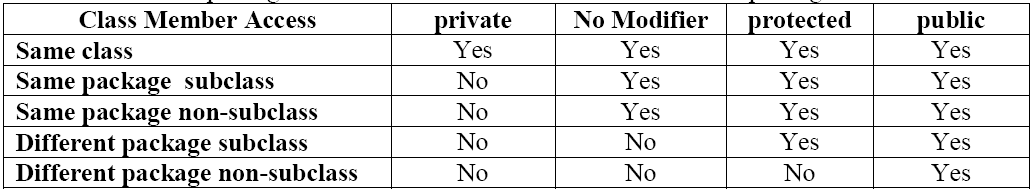 Class Member Access private No Modifier protected public
Same class Yes Yes Yes Yes
Same package subclass No Yes Yes Yes
Same package non-subclass No Yes Yes Yes
Different package subclass No No Yes Yes
Different package non-subclass No No No Yes